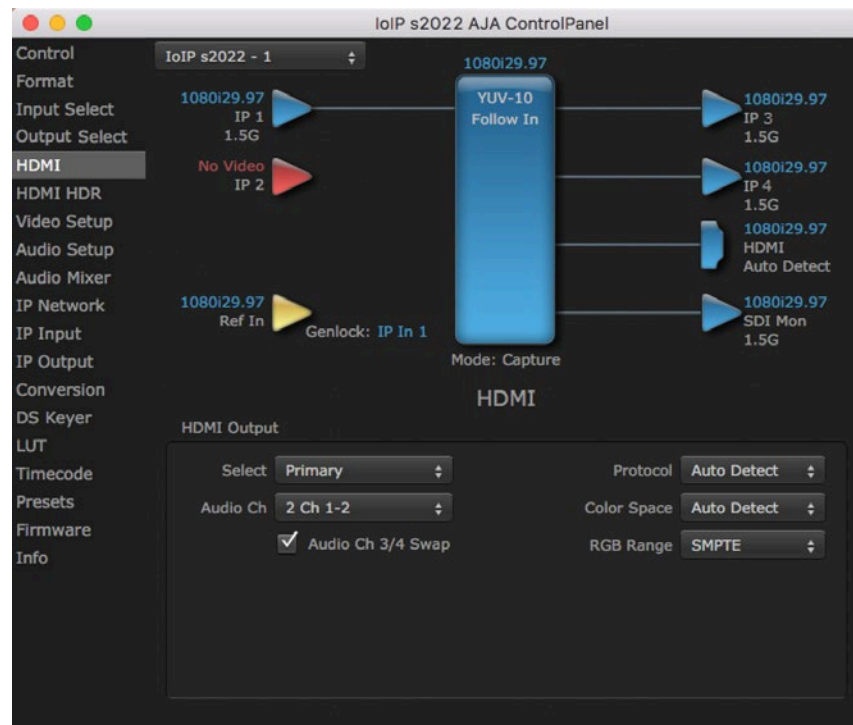 IoIP s2022 AJA ControlPanel
Control
Format
Input Select
Output Select
HDMI
HDMI HDR
Video Setup
Audio Setup
Audio Mixer
IP Network
IP Input
IP Output
Conversion
DS Keyer
LUT
Timecode
Presets
Firmware
Info
IoIP s2022 - 1
1080i29.97
IP 1
1.5G
No Video
IP 2
1080i29.97
Ref In
Genlock: IP In 1
1080i29.97
YUV-10
Follow In
Mode: Capture
1080i29.97
IP 3
1.5G
1080i29.97
IP 4
1.5G
1080i29.97
HDMI
Auto Detect
1080i29.97
SDI Mon
1.5G
HDMI
HDMI Output
Select Primary
Audio Ch 2 Ch 1-2
Audio Ch 3/4 Swap
Protocol Auto Detect
Color Space Auto Detect
RGB Range SMPTE